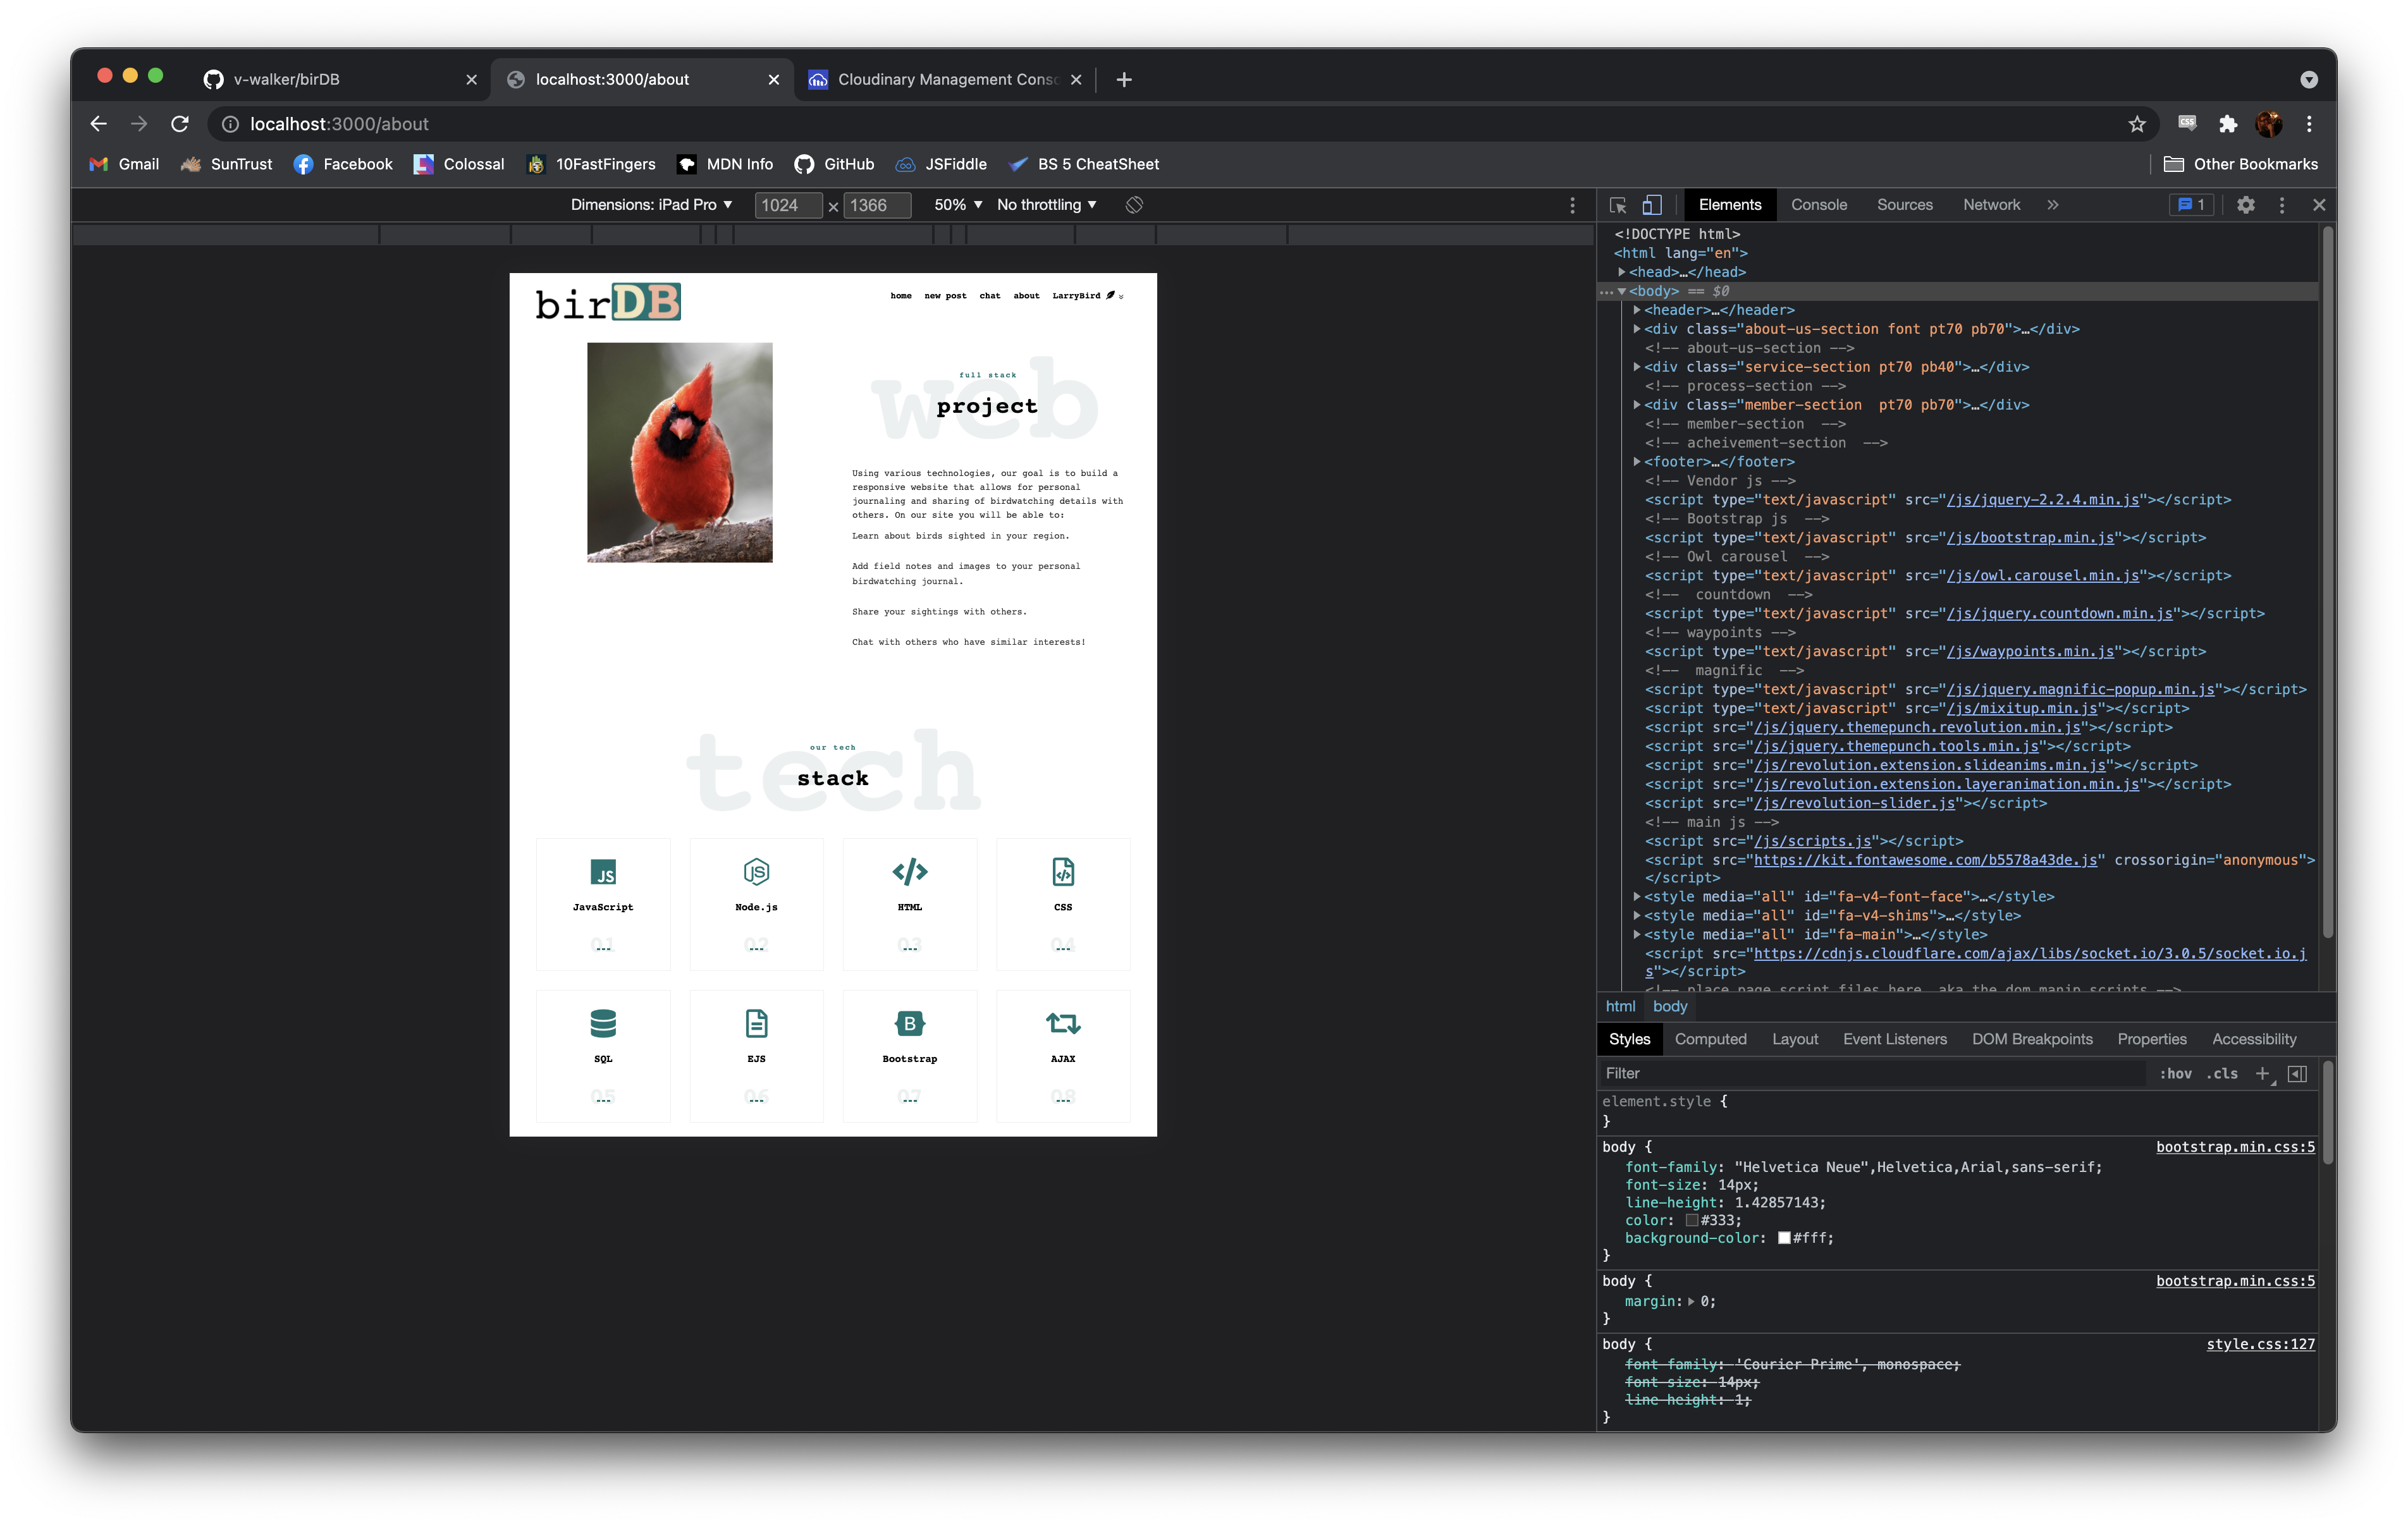 v-walker/birDB
localhost:3000/about
Cloudinary Management Conso
localhost:3000/about
Gmail
SunTrust
Facebook
Colossal
10FastFingers
MDN Info
GitHub
JSFiddle
BS 5 CheatSheet
Other Bookmarks
Dimensions: iPad Pro ▼ 1024 × 1366 50% ▼ No throttling ▼
birDB
home new post chat about LarryBird
web
full stack
project
Using various technologies, our goal is to build a
responsive website that allows for personal
journaling and sharing of birdwatching details with
others. On our site you will be able to:
Learn about birds sighted in your region.
Add field notes and images to your personal
birdwatching journal.
Share your sightings with others.
Chat with others who have similar interests!
tech
our tech
stack
JS
JavaScript
01
JS
Node.js
02
</>
HTML
03
</>
CSS
04
SQL
05
EJS
06
B
Bootstrap
07
AJAX
08
Elements Console Sources Network » 1
<!DOCTYPE html>
<html lang="en">
<head>…</head>
<body> == $0
<header>…</header>
<div class="about-us-section font pt70 pb70">…</div>
<!-- about-us-section -->
<div class="service-section pt70 pb40">…</div>
<!-- process-section -->
<div class="member-section  pt70 pb70">…</div>
<!-- member-section  -->
<!-- acheivement-section  -->
<footer>…</footer>
<!-- Vendor js -->
<script type="text/javascript" src="/js/jquery-2.2.4.min.js"></script>
<!-- Bootstrap js  -->
<script type="text/javascript" src="/js/bootstrap.min.js"></script>
<!-- Owl carousel  -->
<script type="text/javascript" src="/js/owl.carousel.min.js"></script>
<!--  countdown  -->
<script type="text/javascript" src="/js/jquery.countdown.min.js"></script>
<!-- waypoints -->
<script type="text/javascript" src="/js/waypoints.min.js"></script>
<!--  magnific  -->
<script type="text/javascript" src="/js/jquery.magnific-popup.min.js"></script>
<script type="text/javascript" src="/js/mixitup.min.js"></script>
<script src="/js/jquery.themepunch.revolution.min.js"></script>
<script src="/js/jquery.themepunch.tools.min.js"></script>
<script src="/js/revolution.extension.slideanims.min.js"></script>
<script src="/js/revolution.extension.layeranimation.min.js"></script>
<script src="/js/revolution-slider.js"></script>
<!-- main js -->
<script src="/js/scripts.js"></script>
<script src="https://kit.fontawesome.com/b5578a43de.js" crossorigin="anonymous">
</script>
<style media="all" id="fa-v4-font-face">…</style>
<style media="all" id="fa-v4-shims">…</style>
<style media="all" id="fa-main">…</style>
<script src="https://cdnjs.cloudflare.com/ajax/libs/socket.io/3.0.5/socket.io.j
s"></script>
<!-- place page script files here, aka the dom manip scripts -->
html body
Styles Computed Layout Event Listeners DOM Breakpoints Properties Accessibility
Filter :hov .cls +
element.style {
}
body { bootstrap.min.css:5
font-family: "Helvetica Neue",Helvetica,Arial,sans-serif;
font-size: 14px;
line-height: 1.42857143;
color: #333;
background-color: #fff;
}
body { bootstrap.min.css:5
margin: 0;
}
body { style.css:127
font-family: 'Courier Prime', monospace;
font-size: 14px;
line-height: 1;
}